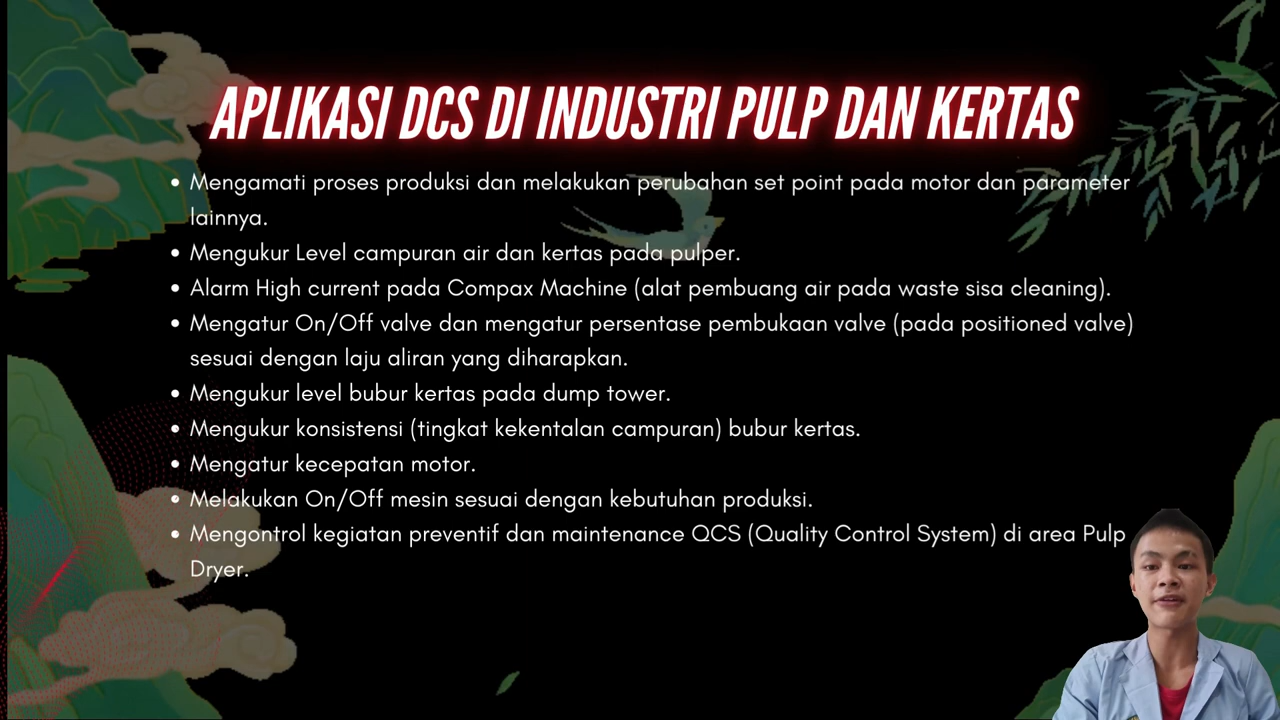 APLIKASI DCS DI INDUSTRI PULP DAN KERTAS
• Mengamati proses produksi dan melakukan perubahan set point pada motor dan parameter
lainnya.
• Mengukur Level campuran air dan kertas pada pulper.
• Alarm High current pada Compax Machine (alat pembuang air pada waste sisa cleaning).
• Mengatur On/Off valve dan mengatur persentase pembukaan valve (pada positioned valve)
sesuai dengan laju aliran yang diharapkan.
• Mengukur level bubur kertas pada dump tower.
• Mengukur konsistensi (tingkat kekentalan campuran) bubur kertas.
• Mengatur kecepatan motor.
• Melakukan On/Off mesin sesuai dengan kebutuhan produksi.
• Mengontrol kegiatan preventif dan maintenance QCS (Quality Control System) di area Pulp
Dryer.